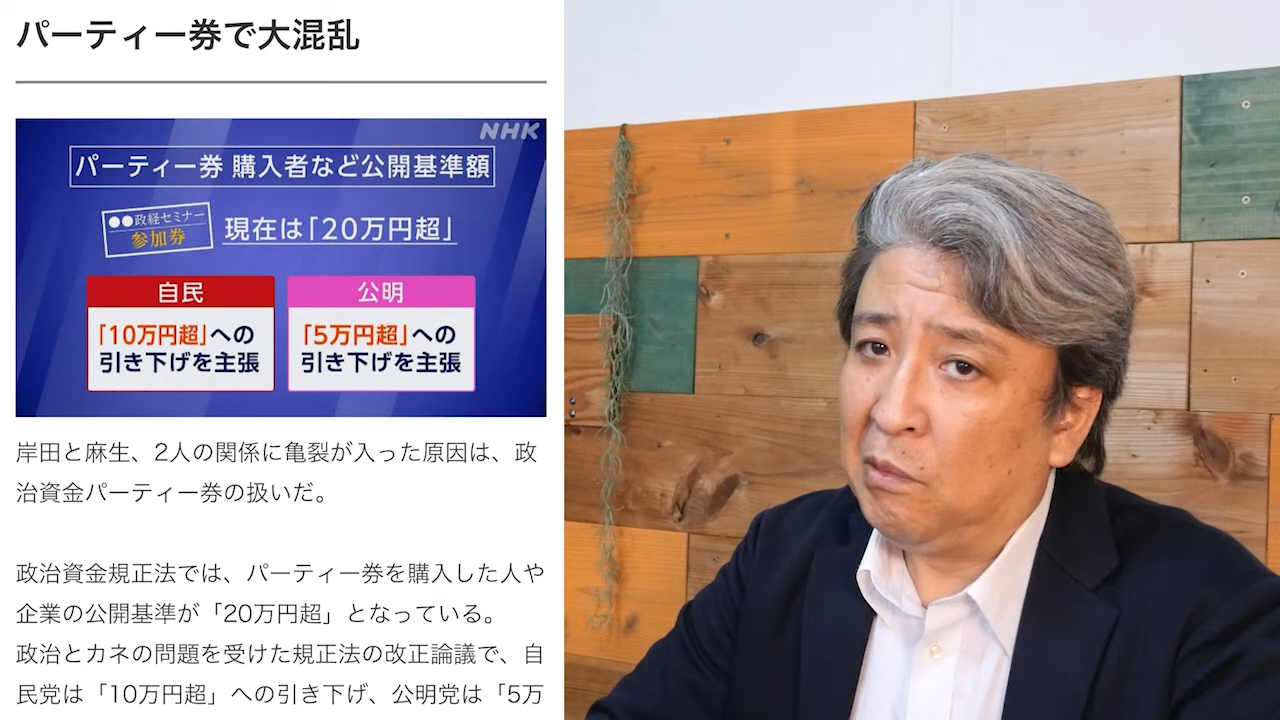 パーティー券で大混乱
NHK
パーティー券 購入者など公開基準額
●●政経セミナー
参加券
現在は「20万円超」
自民
「10万円超」への
引き下げを主張
公明
「5万円超」への
引き下げを主張
岸田と麻生、2人の関係に亀裂が入った原因は、政
治資金パーティー券の扱いだ。
政治資金規正法では、パーティー券を購入した人や
企業の公開基準が「20万円超」となっている。
政治とカネの問題を受けた規正法の改正論議で、自
民党は「10万円超」への引き下げ、公明党は「5万